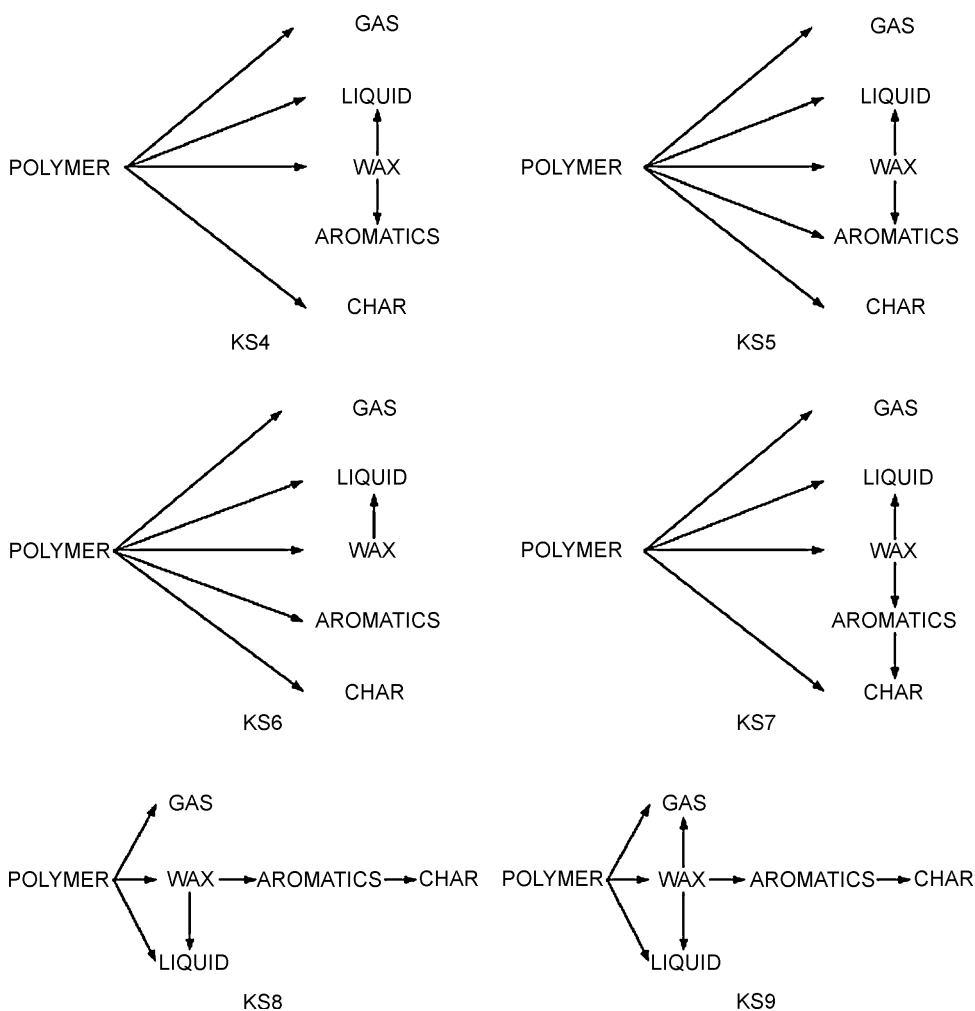 GAS
LIQUID
POLYMER WAX
AROMATICS
CHAR
KS4
GAS
LIQUID
POLYMER WAX
AROMATICS
CHAR
KS5
GAS
LIQUID
POLYMER WAX
AROMATICS
CHAR
KS6
GAS
LIQUID
POLYMER WAX
AROMATICS
CHAR
KS7
GAS
POLYMER WAX AROMATICS CHAR
LIQUID
KS8
GAS
POLYMER WAX AROMATICS CHAR
LIQUID
KS9